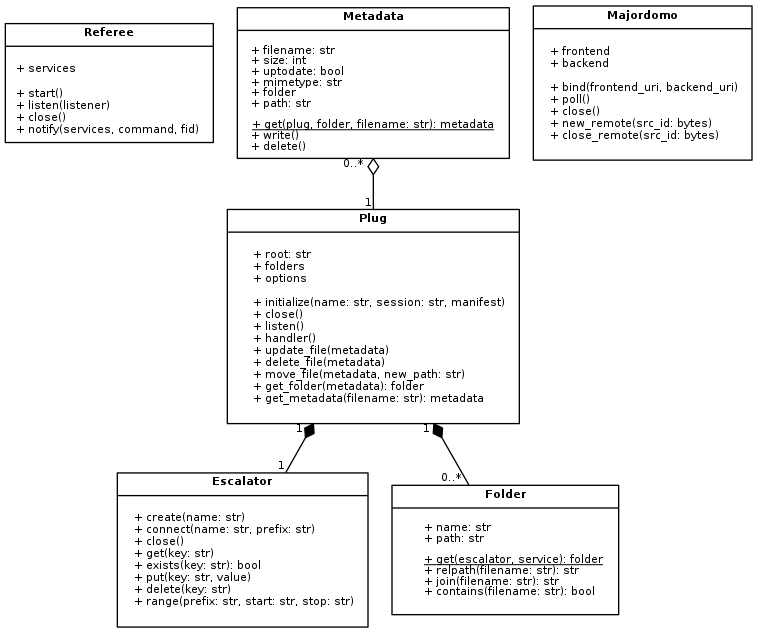 Referee
+ services
+ start()
+ listen(listener)
+ close()
+ notify(services, command, fid)
Metadata
+ filename: str
+ size: int
+ uptodate: bool
+ mimetype: str
+ folder
+ path: str
+ get(plug, folder, filename: str): metadata
+ write()
+ delete()
Majordomo
+ frontend
+ backend
+ bind(frontend_uri, backend_uri)
+ poll()
+ close()
+ new_remote(src_id: bytes)
+ close_remote(src_id: bytes)
0..*
1
Plug
+ root: str
+ folders
+ options
+ initialize(name: str, session: str, manifest)
+ close()
+ listen()
+ handler()
+ update_file(metadata)
+ delete_file(metadata)
+ move_file(metadata, new_path: str)
+ get_folder(metadata): folder
+ get_metadata(filename: str): metadata
1
1
1
0..*
Escalator
+ create(name: str)
+ connect(name: str, prefix: str)
+ close()
+ get(key: str)
+ exists(key: str): bool
+ put(key: str, value)
+ delete(key: str)
+ range(prefix: str, start: str, stop: str)
Folder
+ name: str
+ path: str
+ get(escalator, service): folder
+ relpath(filename: str): str
+ join(filename: str): str
+ contains(filename: str): bool